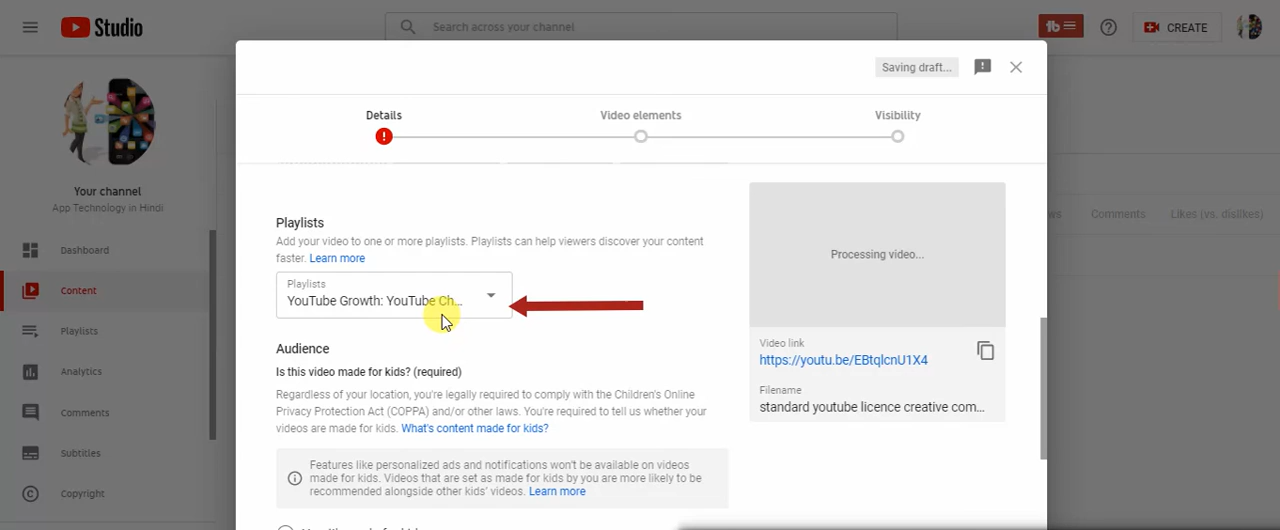 Studio
Search across your channel
CREATE
Saving draft...
Details
Video elements
Visibility
Your channel
App Technology in Hindi
Dashboard
Content
Playlists
Analytics
Comments
Subtitles
Copyright
Playlists
Add your video to one or more playlists. Playlists can help viewers discover your content
faster. Learn more
Playlists
YouTube Growth: YouTube Ch...
Audience
Is this video made for kids? (required)
Regardless of your location, you're legally required to comply with the Children's Online
Privacy Protection Act (COPPA) and/or other laws. You're required to tell us whether your
videos are made for kids. What's content made for kids?
Features like personalized ads and notifications won't be available on videos
made for kids. Videos that are set as made for kids by you are more likely to be
recommended alongside other kids' videos. Learn more
Processing video...
Video link
https://youtu.be/EBtqlcnU1X4
Filename
standard youtube licence creative com...
Comments
Likes (vs. dislikes)